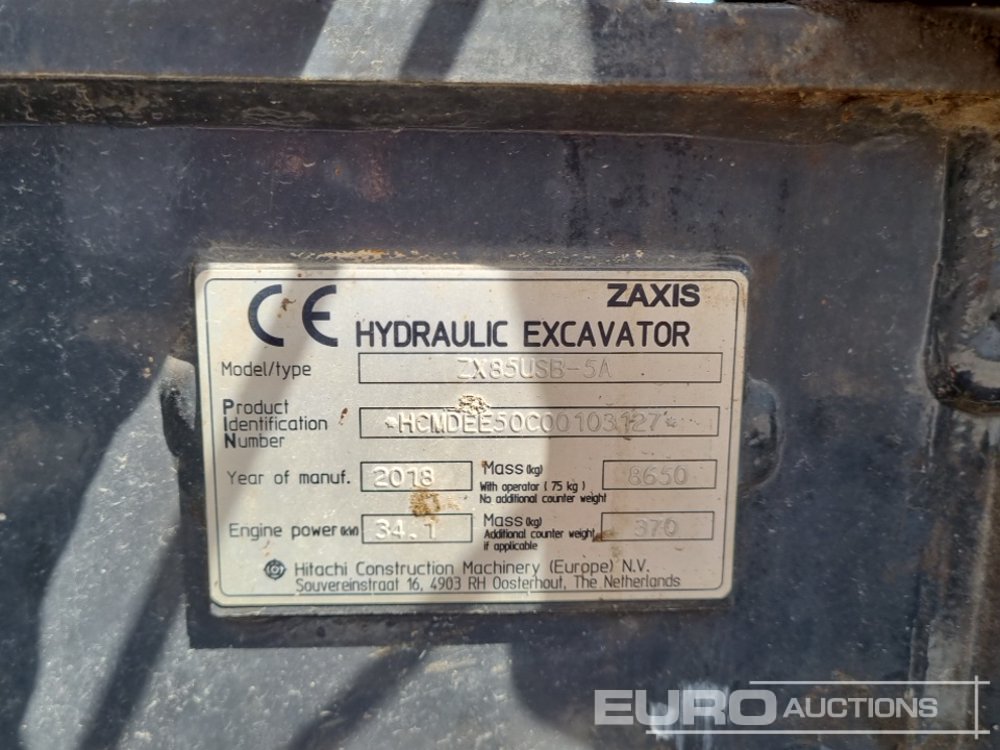 CE ZAXIS
HYDRAULIC EXCAVATOR
Model/type ZX85USB-5A
Product
Identification *HCMDEE50C00103127*
Number
Year of manuf. 2018 Mass(kg) 8650
With operator (75 kg)
No additional counter weight
Engine power(kW) 34.1 Mass(kg) 370
Additional counter weight
if applicable
Hitachi Construction Machinery (Europe) N.V.
Souvereinstraat 16, 4903 RH Oosterhout, The Netherlands
EURO AUCTIONS